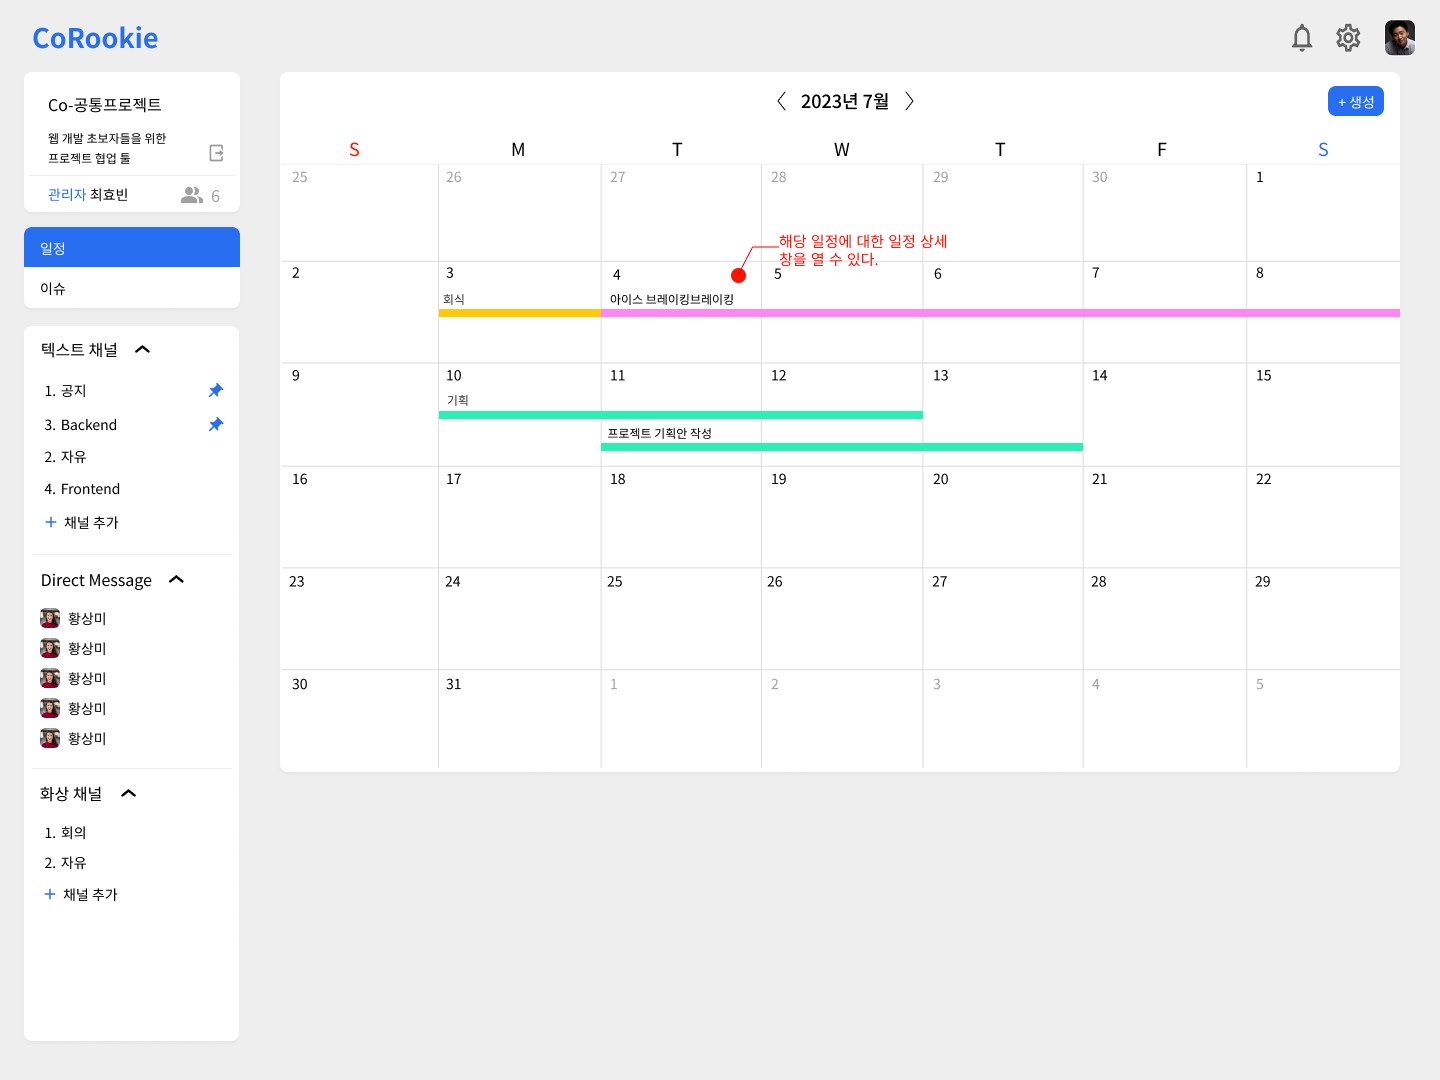 CoRookie
Co-공통프로젝트
웹 개발 초보자들을 위한
프로젝트 협업 툴
관리자 최효빈
6
일정
이슈
텍스트 채널
1. 공지
3. Backend
2. 자유
4. Frontend
+ 채널 추가
Direct Message
황상미
황상미
황상미
황상미
황상미
화상 채널
1. 회의
2. 자유
+ 채널 추가
2023년 7월
+ 생성
S M T W T F S
25 26 27 28 29 30 1
해당 일정에 대한 일정 상세
창을 열 수 있다.
2 3 4 5 6 7 8
회식
아이스 브레이킹브레이킹
9 10 11 12 13 14 15
기획
프로젝트 기획안 작성
16 17 18 19 20 21 22
23 24 25 26 27 28 29
30 31 1 2 3 4 5